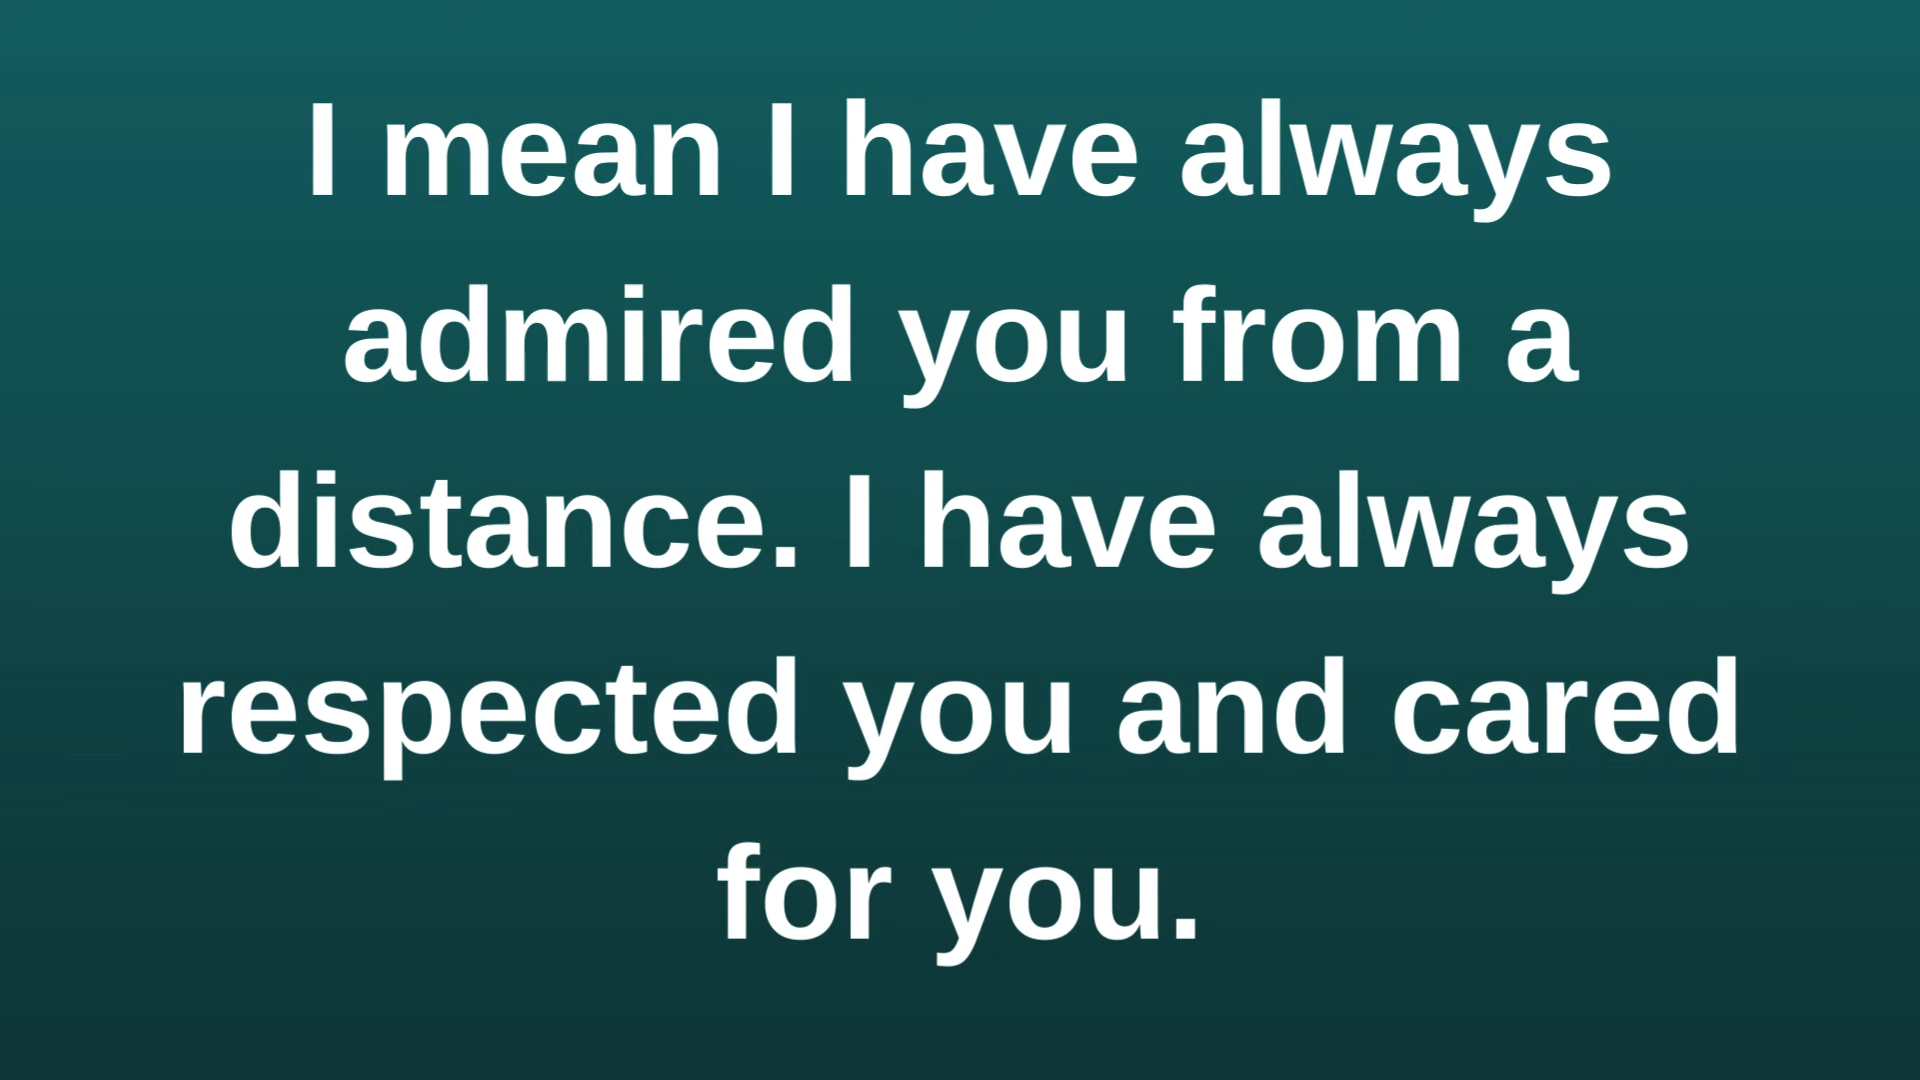 I mean I have always
admired you from a
distance. I have always
respected you and cared
for you.